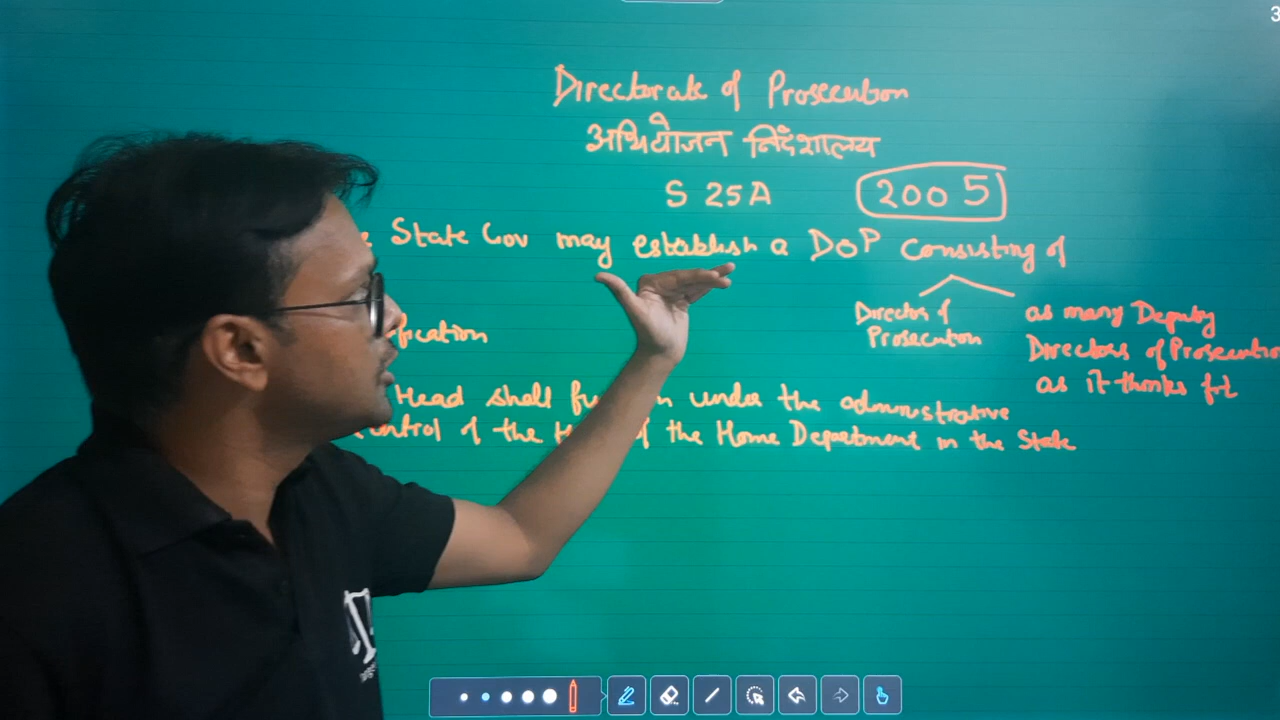 3
Directorate of Prosecution
अभियोजन निर्देशालय
S 25A 2005
State Gov may establish a DOP consisting of
Director of
Prosecution
as many Deputy
Directors of Prosecution
as it thinks fit
Head shall under the administrative
control of the of the Home Department in the State